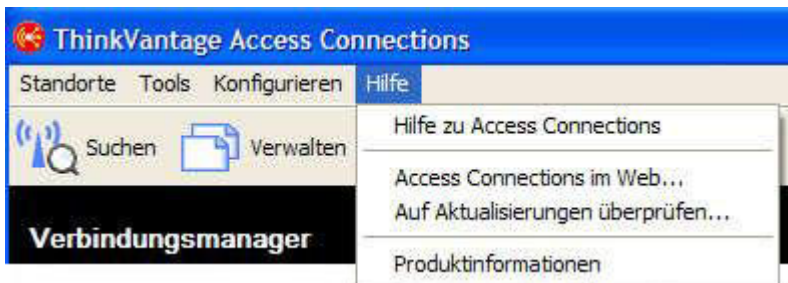 ThinkVantage Access Connections
Standorte Tools Konfigurieren Hilfe
Suchen Verwalten
Hilfe zu Access Connections
Access Connections im Web...
Auf Aktualisierungen überprüfen...
Produktinformationen
Verbindungsmanager